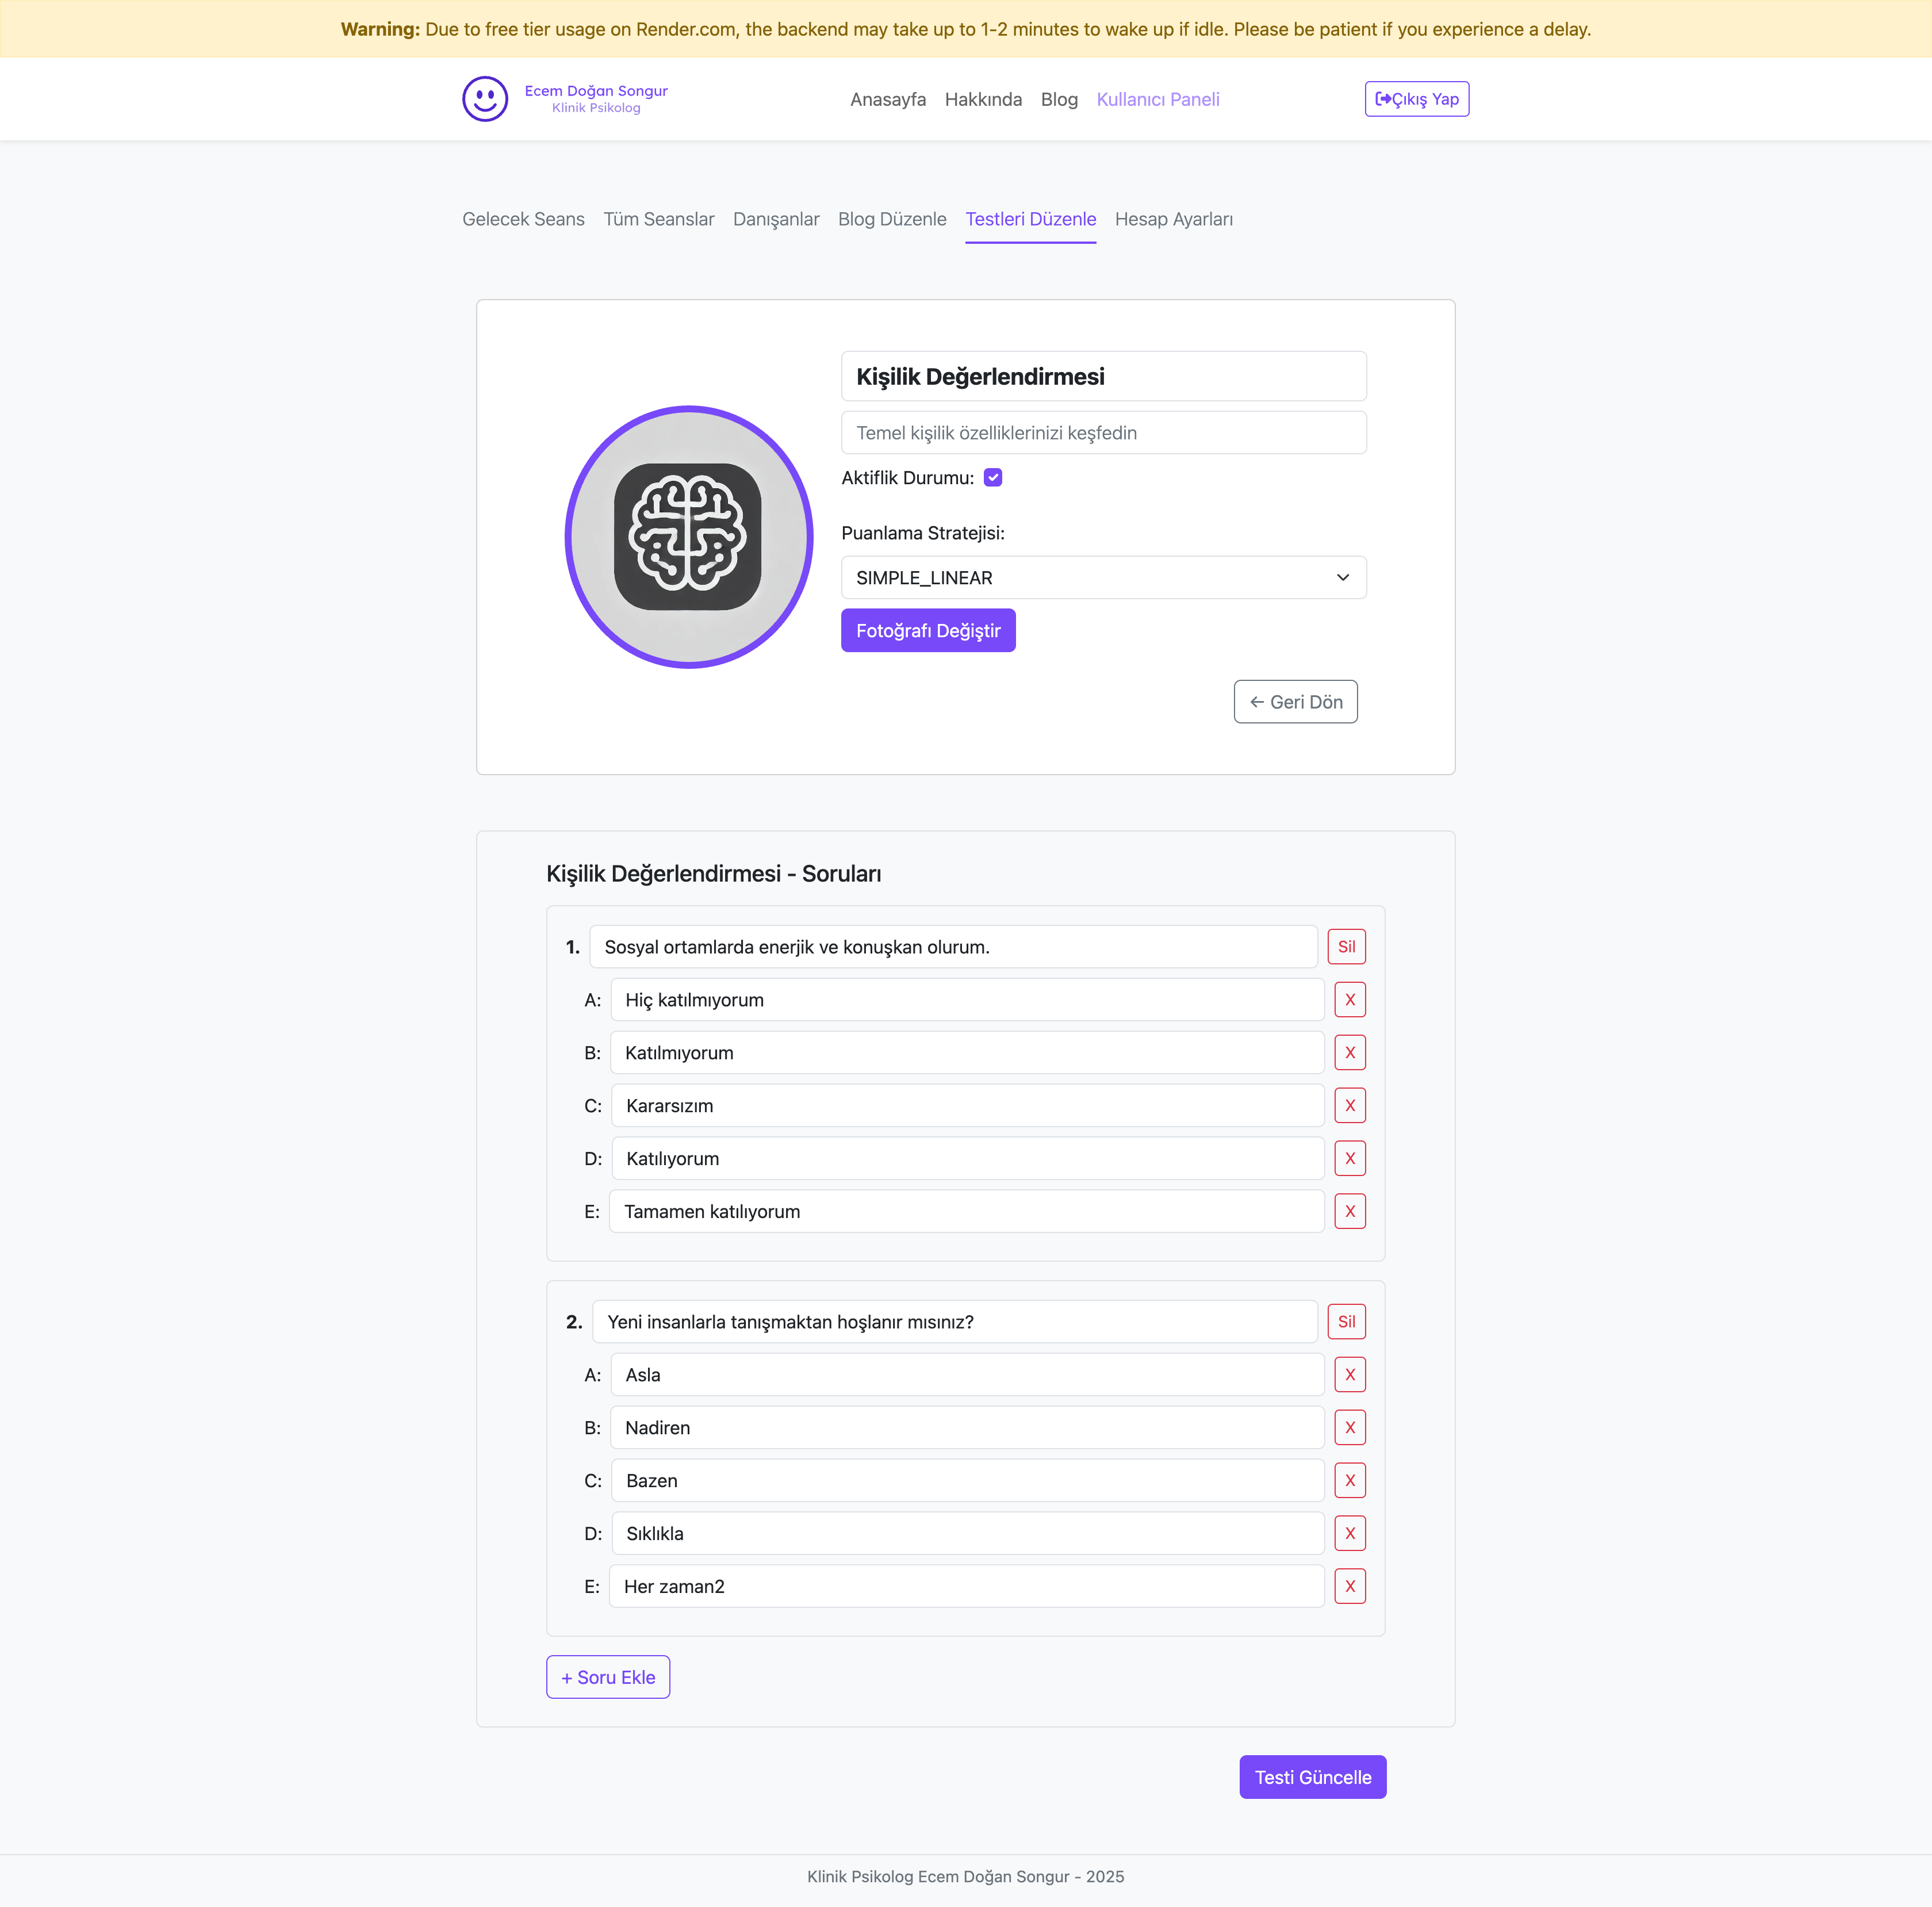 Warning: Due to free tier usage on Render.com, the backend may take up to 1-2 minutes to wake up if idle. Please be patient if you experience a delay.
Ecem Doğan Songur
Klinik Psikolog
Anasayfa Hakkında Blog Kullanıcı Paneli
Çıkış Yap
Gelecek Seans Tüm Seanslar Danışanlar Blog Düzenle Testleri Düzenle Hesap Ayarları
Kişilik Değerlendirmesi
Temel kişilik özelliklerinizi keşfedin
Aktiflik Durumu:
Puanlama Stratejisi:
SIMPLE_LINEAR
Fotoğrafı Değiştir
← Geri Dön
Kişilik Değerlendirmesi - Soruları
1. Sosyal ortamlarda enerjik ve konuşkan olurum. Sil
A: Hiç katılmıyorum X
B: Katılmıyorum X
C: Kararsızım X
D: Katılıyorum X
E: Tamamen katılıyorum X
2. Yeni insanlarla tanışmaktan hoşlanır mısınız? Sil
A: Asla X
B: Nadiren X
C: Bazen X
D: Sıklıkla X
E: Her zaman2 X
+ Soru Ekle
Testi Güncelle
Klinik Psikolog Ecem Doğan Songur - 2025